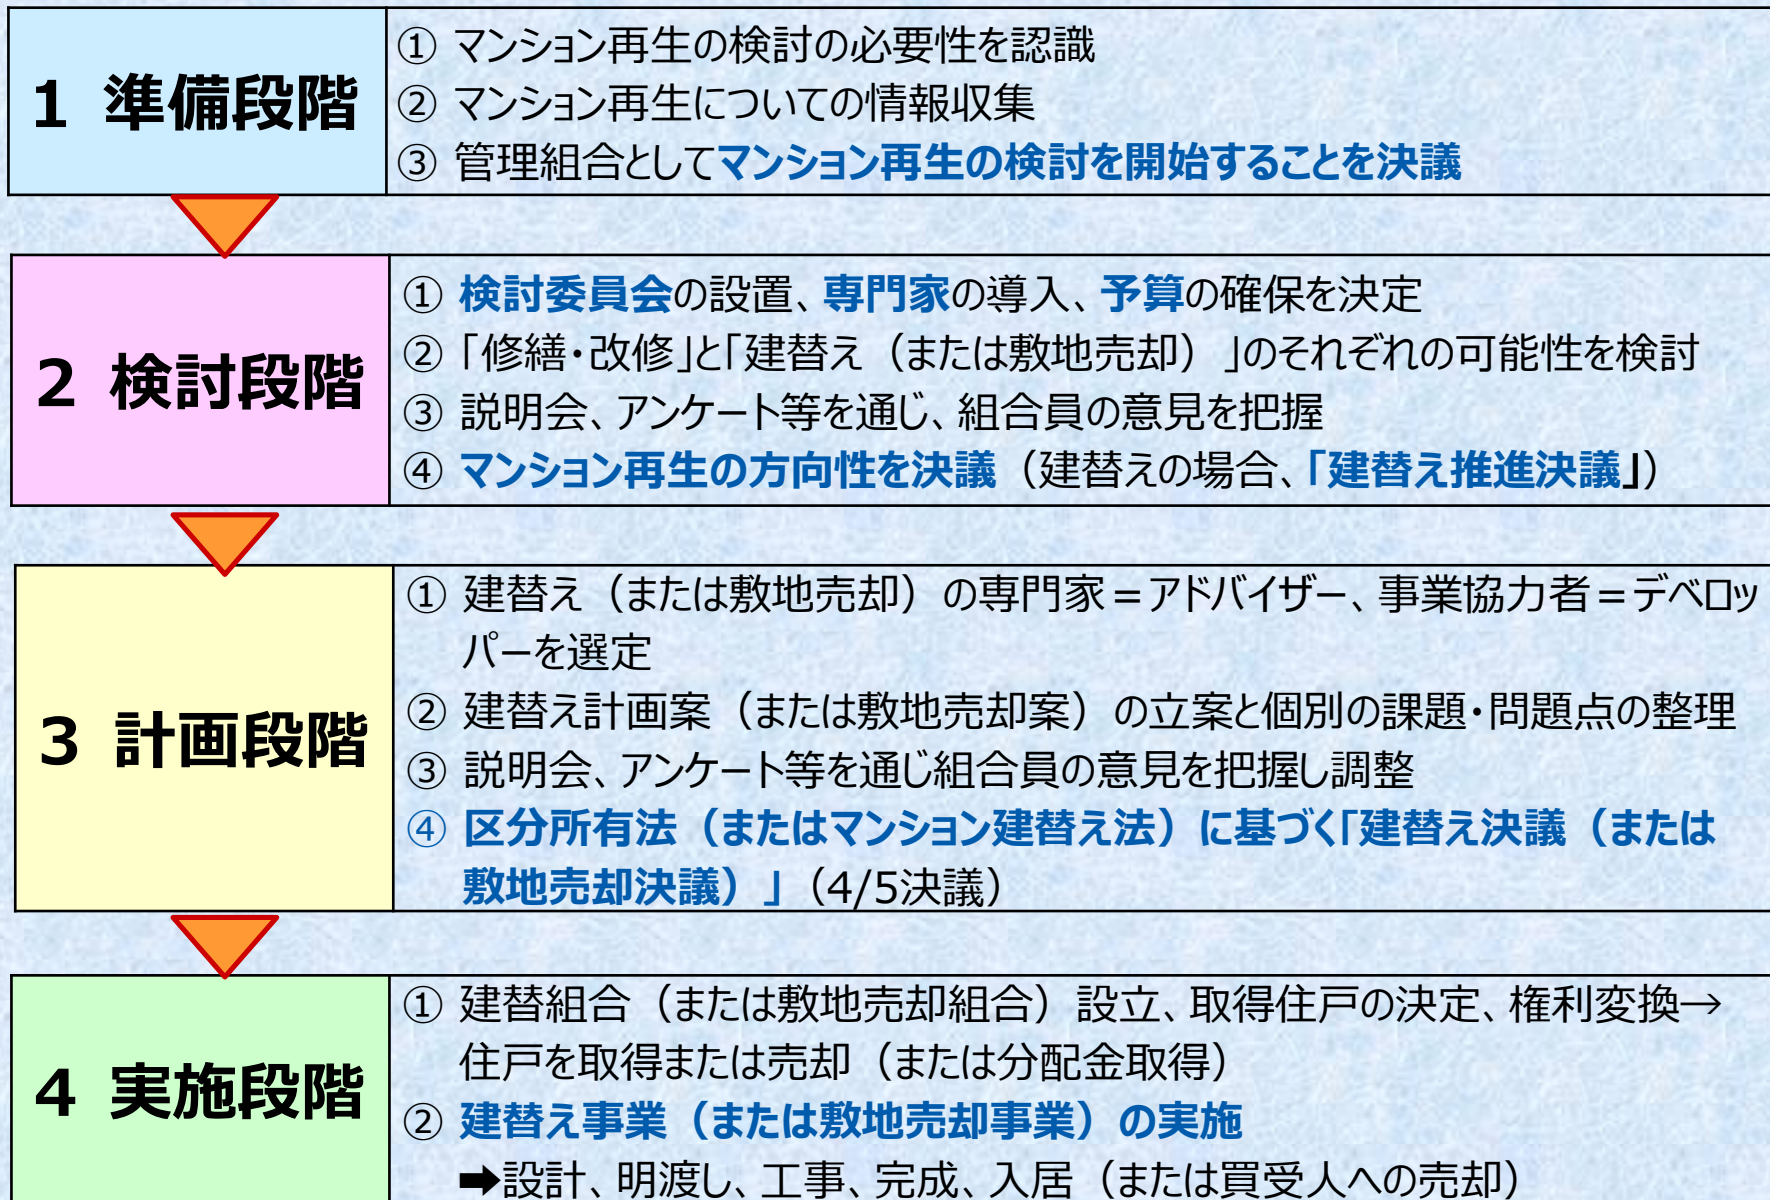 1 準備段階
① マンション再生の検討の必要性を認識
② マンション再生についての情報収集
③ 管理組合としてマンション再生の検討を開始することを決議
2 検討段階
① 検討委員会の設置、専門家の導入、予算の確保を決定
② 「修繕・改修」と「建替え（または敷地売却）」のそれぞれの可能性を検討
③ 説明会、アンケート等を通じ、組合員の意見を把握
④ マンション再生の方向性を決議（建替えの場合、「建替え推進決議」）
3 計画段階
① 建替え（または敷地売却）の専門家＝アドバイザー、事業協力者＝デベロッ
パーを選定
② 建替え計画案（または敷地売却案）の立案と個別の課題・問題点の整理
③ 説明会、アンケート等を通じ組合員の意見を把握し調整
④ 区分所有法（またはマンション建替え法）に基づく「建替え決議（または
敷地売却決議）」（4/5決議）
4 実施段階
① 建替組合（または敷地売却組合）設立、取得住戸の決定、権利変換→
住戸を取得または売却（または分配金取得）
② 建替え事業（または敷地売却事業）の実施
➡設計、明渡し、工事、完成、入居（または買受人への売却）